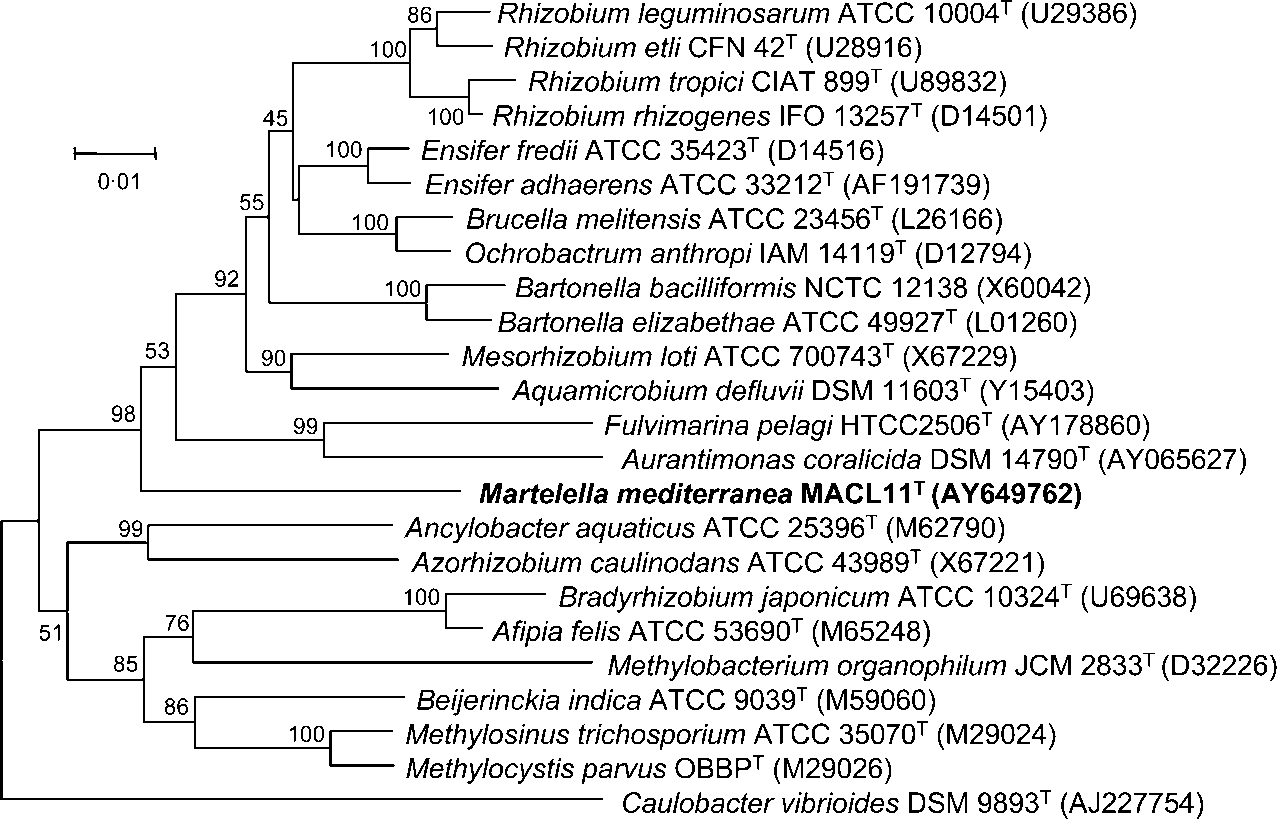 86
Rhizobium leguminosarum ATCC 10004ᵀ (U29386)
100
Rhizobium etli CFN 42ᵀ (U28916)
Rhizobium tropici CIAT 899ᵀ (U89832)
100
Rhizobium rhizogenes IFO 13257ᵀ (D14501)
45
100
Ensifer fredii ATCC 35423ᵀ (D14516)
0·01
Ensifer adhaerens ATCC 33212ᵀ (AF191739)
55
100
Brucella melitensis ATCC 23456ᵀ (L26166)
Ochrobactrum anthropi IAM 14119ᵀ (D12794)
92
100
Bartonella bacilliformis NCTC 12138 (X60042)
Bartonella elizabethae ATCC 49927ᵀ (L01260)
53
90
Mesorhizobium loti ATCC 700743ᵀ (X67229)
Aquamicrobium defluvii DSM 11603ᵀ (Y15403)
98
99
Fulvimarina pelagi HTCC2506ᵀ (AY178860)
Aurantimonas coralicida DSM 14790ᵀ (AY065627)
Martelella mediterranea MACL11ᵀ (AY649762)
99
Ancylobacter aquaticus ATCC 25396ᵀ (M62790)
Azorhizobium caulinodans ATCC 43989ᵀ (X67221)
100
Bradyrhizobium japonicum ATCC 10324ᵀ (U69638)
51
76
Afipia felis ATCC 53690ᵀ (M65248)
85
Methylobacterium organophilum JCM 2833ᵀ (D32226)
86
Beijerinckia indica ATCC 9039ᵀ (M59060)
100
Methylosinus trichosporium ATCC 35070ᵀ (M29024)
Methylocystis parvus OBBPᵀ (M29026)
Caulobacter vibrioides DSM 9893ᵀ (AJ227754)